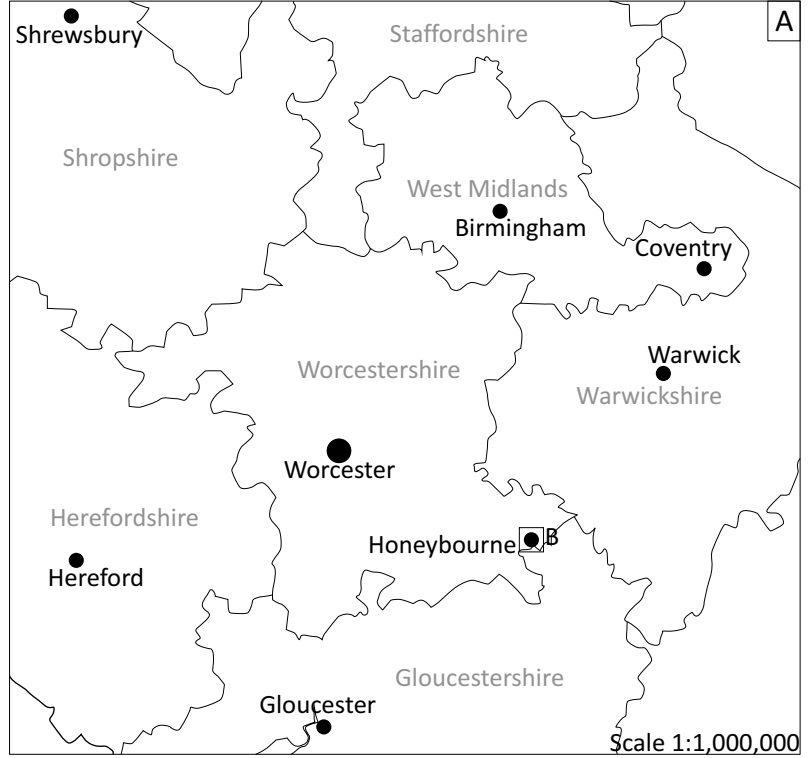 A
Shrewsbury
Staffordshire
Shropshire
West Midlands
Birmingham
Coventry
Warwick
Worcestershire
Warwickshire
Worcester
Herefordshire
Honeybourne
B
Hereford
Gloucestershire
Gloucester
Scale 1:1,000,000